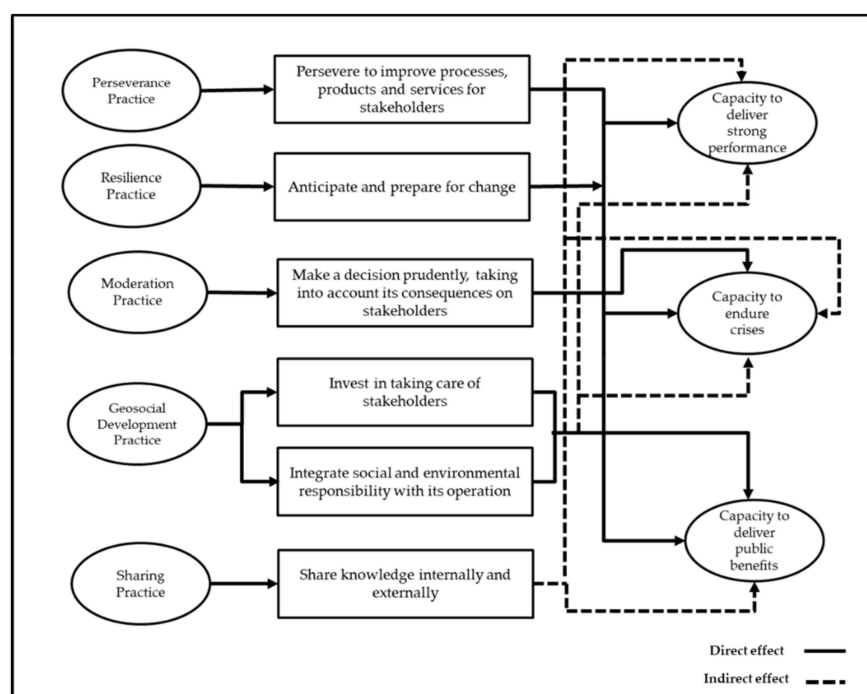 Perseverance
Practice
Persevere to improve processes,
products and services for
stakeholders
Capacity to
deliver
strong
performance
Resilience
Practice
Anticipate and prepare for change
Moderation
Practice
Make a decision prudently, taking
into account its consequences on
stakeholders
Capacity to
endure
crises
Geosocial
Development
Practice
Invest in taking care of
stakeholders
Integrate social and environmental
responsibility with its operation
Capacity to
deliver
public
benefits
Sharing
Practice
Share knowledge internally and
externally
Direct effect
Indirect effect